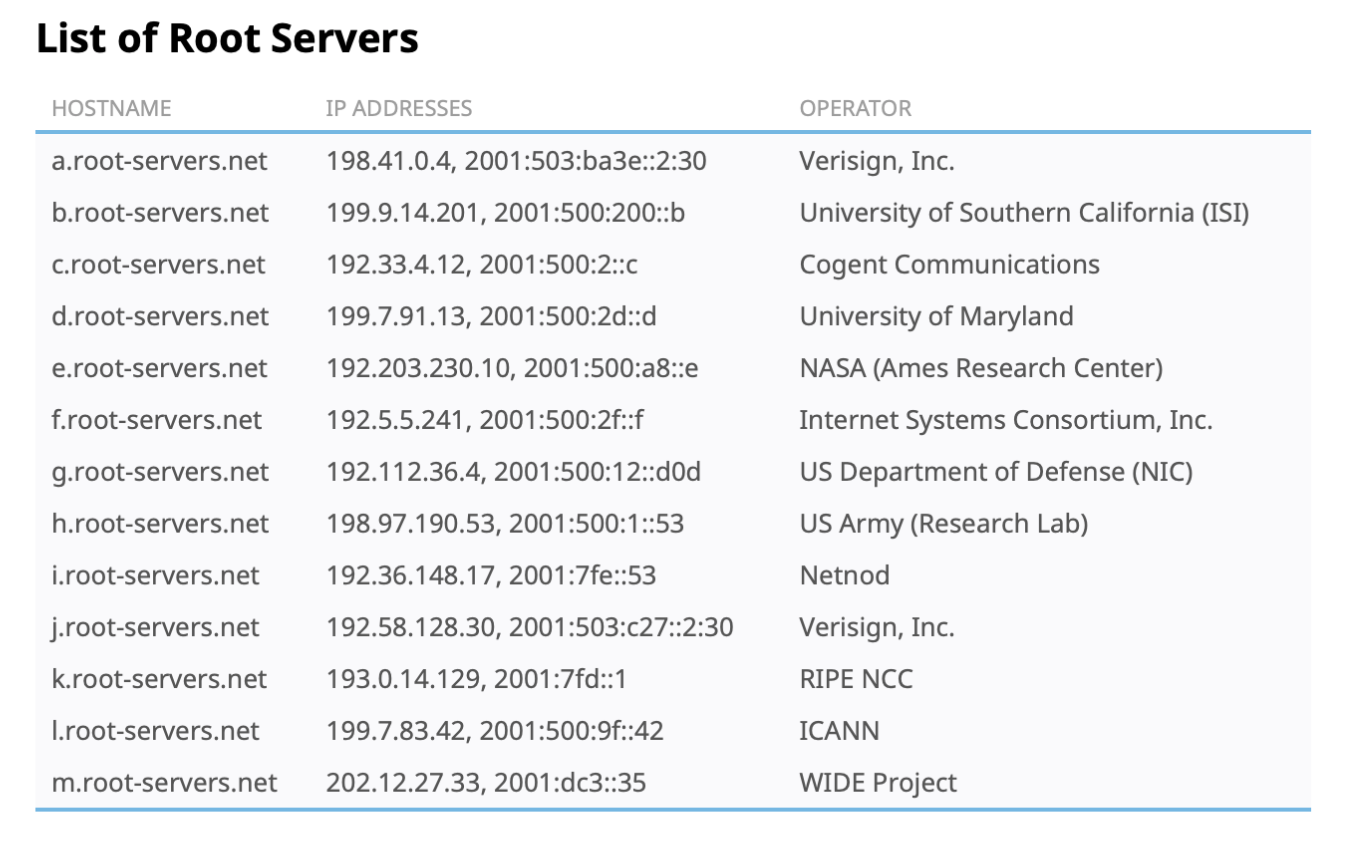 List of Root Servers
HOSTNAME IP ADDRESSES OPERATOR
a.root-servers.net 198.41.0.4, 2001:503:ba3e::2:30 Verisign, Inc.
b.root-servers.net 199.9.14.201, 2001:500:200::b University of Southern California (ISI)
c.root-servers.net 192.33.4.12, 2001:500:2::c Cogent Communications
d.root-servers.net 199.7.91.13, 2001:500:2d::d University of Maryland
e.root-servers.net 192.203.230.10, 2001:500:a8::e NASA (Ames Research Center)
f.root-servers.net 192.5.5.241, 2001:500:2f::f Internet Systems Consortium, Inc.
g.root-servers.net 192.112.36.4, 2001:500:12::d0d US Department of Defense (NIC)
h.root-servers.net 198.97.190.53, 2001:500:1::53 US Army (Research Lab)
i.root-servers.net 192.36.148.17, 2001:7fe::53 Netnod
j.root-servers.net 192.58.128.30, 2001:503:c27::2:30 Verisign, Inc.
k.root-servers.net 193.0.14.129, 2001:7fd::1 RIPE NCC
l.root-servers.net 199.7.83.42, 2001:500:9f::42 ICANN
m.root-servers.net 202.12.27.33, 2001:dc3::35 WIDE Project